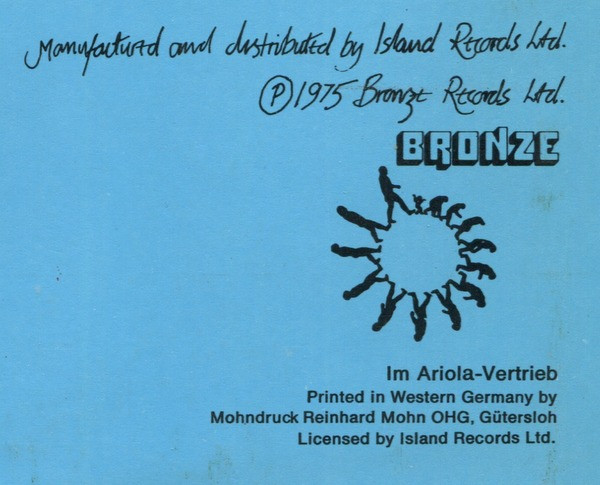 Manufactured and distributed by Island Records Ltd.
Ⓟ 1975 Bronze Records Ltd.
BRONZE
Im Ariola-Vertrieb
Printed in Western Germany by
Mohndruck Reinhard Mohn OHG, Gütersloh
Licensed by Island Records Ltd.